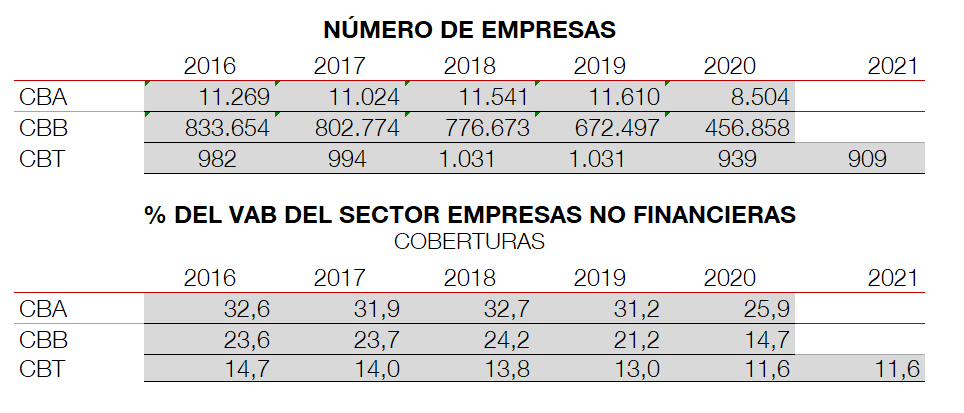 NÚMERO DE EMPRESAS
2016 2017 2018 2019 2020 2021
CBA 11.269 11.024 11.541 11.610 8.504
CBB 833.654 802.774 776.673 672.497 456.858
CBT 982 994 1.031 1.031 939 909
% DEL VAB DEL SECTOR EMPRESAS NO FINANCIERAS
COBERTURAS
2016 2017 2018 2019 2020 2021
CBA 32,6 31,9 32,7 31,2 25,9
CBB 23,6 23,7 24,2 21,2 14,7
CBT 14,7 14,0 13,8 13,0 11,6 11,6